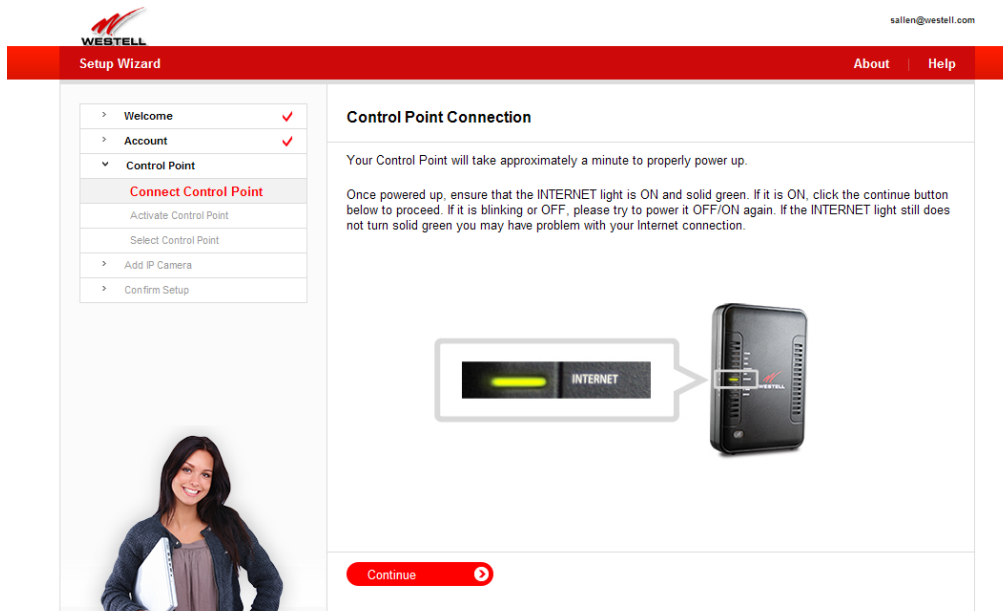 WESTELL
sallen@westell.com
Setup Wizard
About | Help
Welcome
Account
Control Point
Connect Control Point
Activate Control Point
Select Control Point
Add IP Camera
Confirm Setup
Control Point Connection
Your Control Point will take approximately a minute to properly power up.
Once powered up, ensure that the INTERNET light is ON and solid green. If it is ON, click the continue button
below to proceed. If it is blinking or OFF, please try to power it OFF/ON again. If the INTERNET light still does
not turn solid green you may have problem with your Internet connection.
INTERNET
WESTELL
Continue